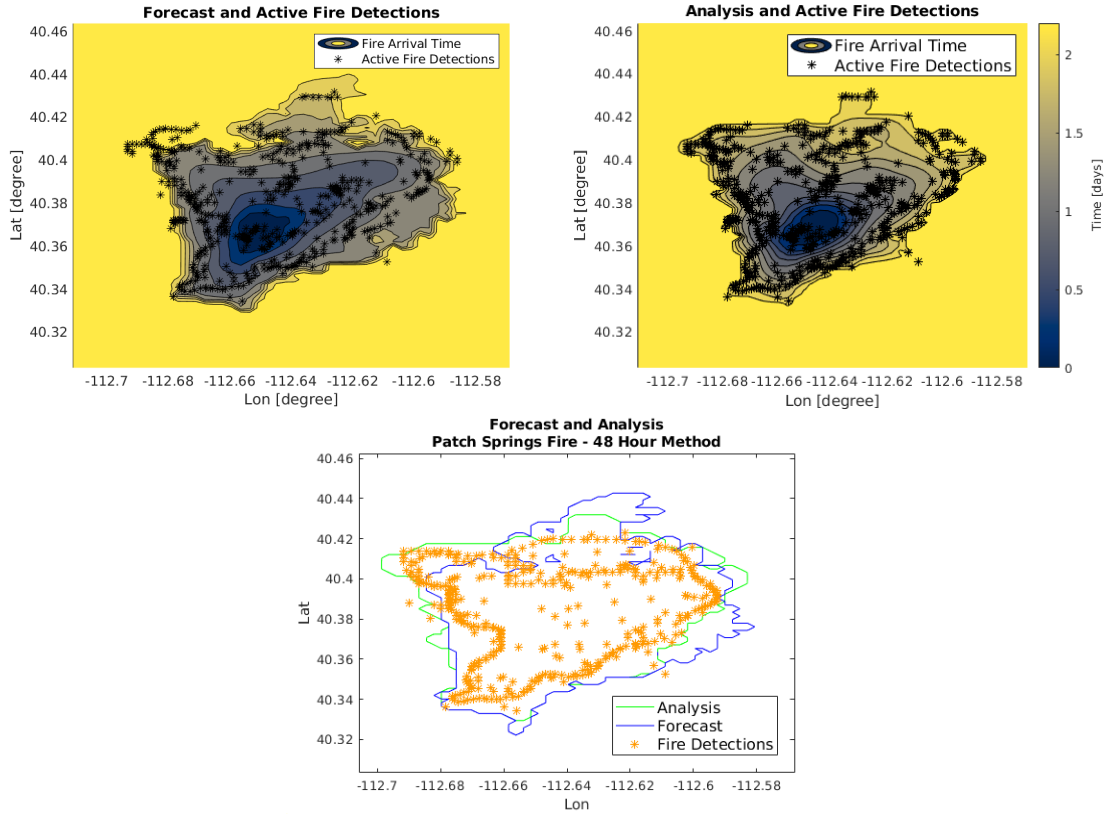 Forecast and Active Fire Detections
40.46
40.44
40.42
40.4
40.38
40.36
40.34
40.32
Lat [degree]
Fire Arrival Time
Active Fire Detections
-112.7 -112.68 -112.66 -112.64 -112.62 -112.6 -112.58
Lon [degree]
Analysis and Active Fire Detections
40.46
40.44
40.42
40.4
40.38
40.36
40.34
40.32
Lat [degree]
Fire Arrival Time
Active Fire Detections
-112.7 -112.68 -112.66 -112.64 -112.62 -112.6 -112.58
Lon [degree]
2
1.5
1
0.5
0
Time [days]
Forecast and Analysis
Patch Springs Fire - 48 Hour Method
40.46
40.44
40.42
40.4
40.38
40.36
40.34
40.32
Lat
Analysis
Forecast
Fire Detections
-112.7 -112.68 -112.66 -112.64 -112.62 -112.6 -112.58
Lon